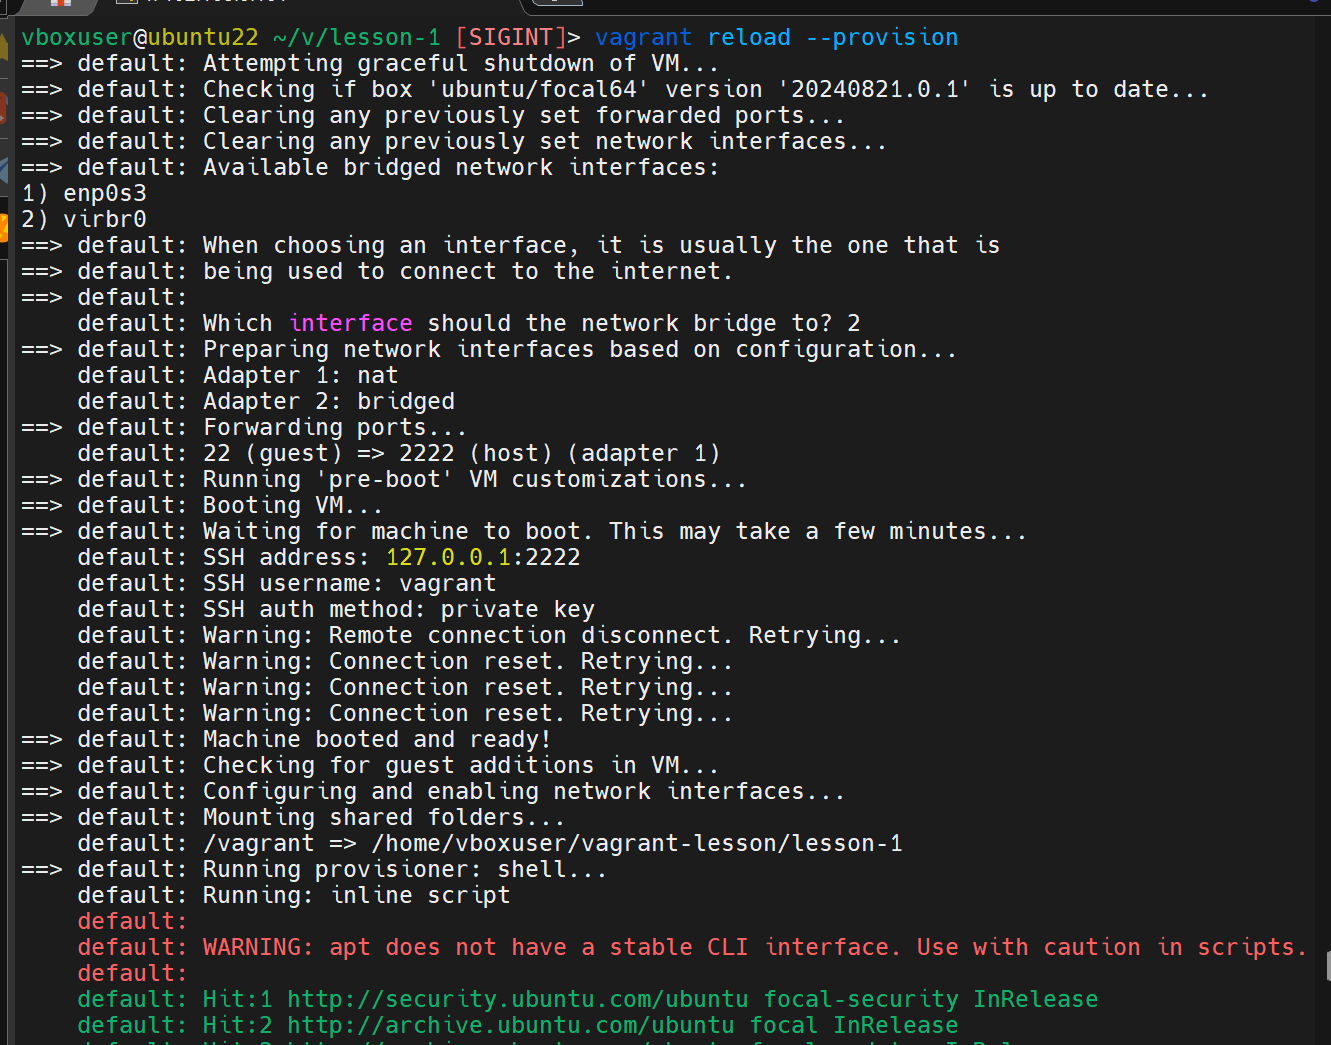 vboxuser@ubuntu22 ~/v/lesson-1 [SIGINT]> vagrant reload --provision
==> default: Attempting graceful shutdown of VM...
==> default: Checking if box 'ubuntu/focal64' version '20240821.0.1' is up to date...
==> default: Clearing any previously set forwarded ports...
==> default: Clearing any previously set network interfaces...
==> default: Available bridged network interfaces:
1) enp0s3
2) virbr0
==> default: When choosing an interface, it is usually the one that is
==> default: being used to connect to the internet.
==> default:
    default: Which interface should the network bridge to? 2
==> default: Preparing network interfaces based on configuration...
    default: Adapter 1: nat
    default: Adapter 2: bridged
==> default: Forwarding ports...
    default: 22 (guest) => 2222 (host) (adapter 1)
==> default: Running 'pre-boot' VM customizations...
==> default: Booting VM...
==> default: Waiting for machine to boot. This may take a few minutes...
    default: SSH address: 127.0.0.1:2222
    default: SSH username: vagrant
    default: SSH auth method: private key
    default: Warning: Remote connection disconnect. Retrying...
    default: Warning: Connection reset. Retrying...
    default: Warning: Connection reset. Retrying...
    default: Warning: Connection reset. Retrying...
==> default: Machine booted and ready!
==> default: Checking for guest additions in VM...
==> default: Configuring and enabling network interfaces...
==> default: Mounting shared folders...
    default: /vagrant => /home/vboxuser/vagrant-lesson/lesson-1
==> default: Running provisioner: shell...
    default: Running: inline script
    default:
    default: WARNING: apt does not have a stable CLI interface. Use with caution in scripts.
    default:
    default: Hit:1 http://security.ubuntu.com/ubuntu focal-security InRelease
    default: Hit:2 http://archive.ubuntu.com/ubuntu focal InRelease